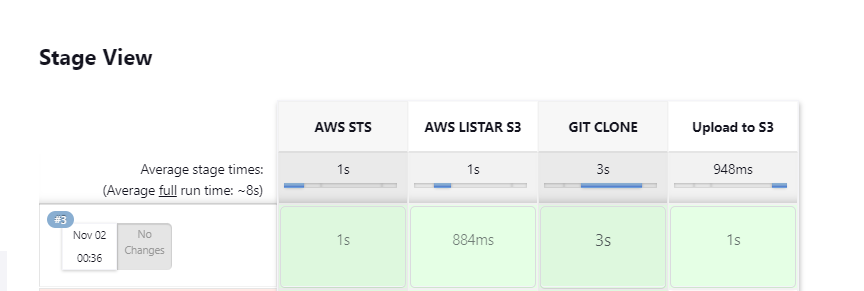 Stage View
AWS STS AWS LISTAR S3 GIT CLONE Upload to S3
Average stage times: 1s 1s 3s 948ms
(Average full run time: ~8s)
#3
Nov 02 No
00:36 Changes
1s 884ms 3s 1s